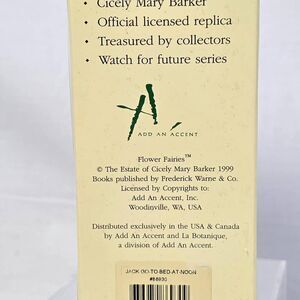 • Cicely Mary Barker
• Official licensed replica
• Treasured by collectors
• Watch for future series
A
ADD AN ACCENT
Flower Fairies™
© The Estate of Cicely Mary Barker 1999
Books published by Frederick Warne & Co.
Licensed by Copyrights to:
Add An Accent, Inc.
Woodinville, WA, USA
Distributed exclusively in the USA & Canada
by Add An Accent and La Botanique,
a division of Add An Accent.
JACK-GO-TO-BED-AT-NOON